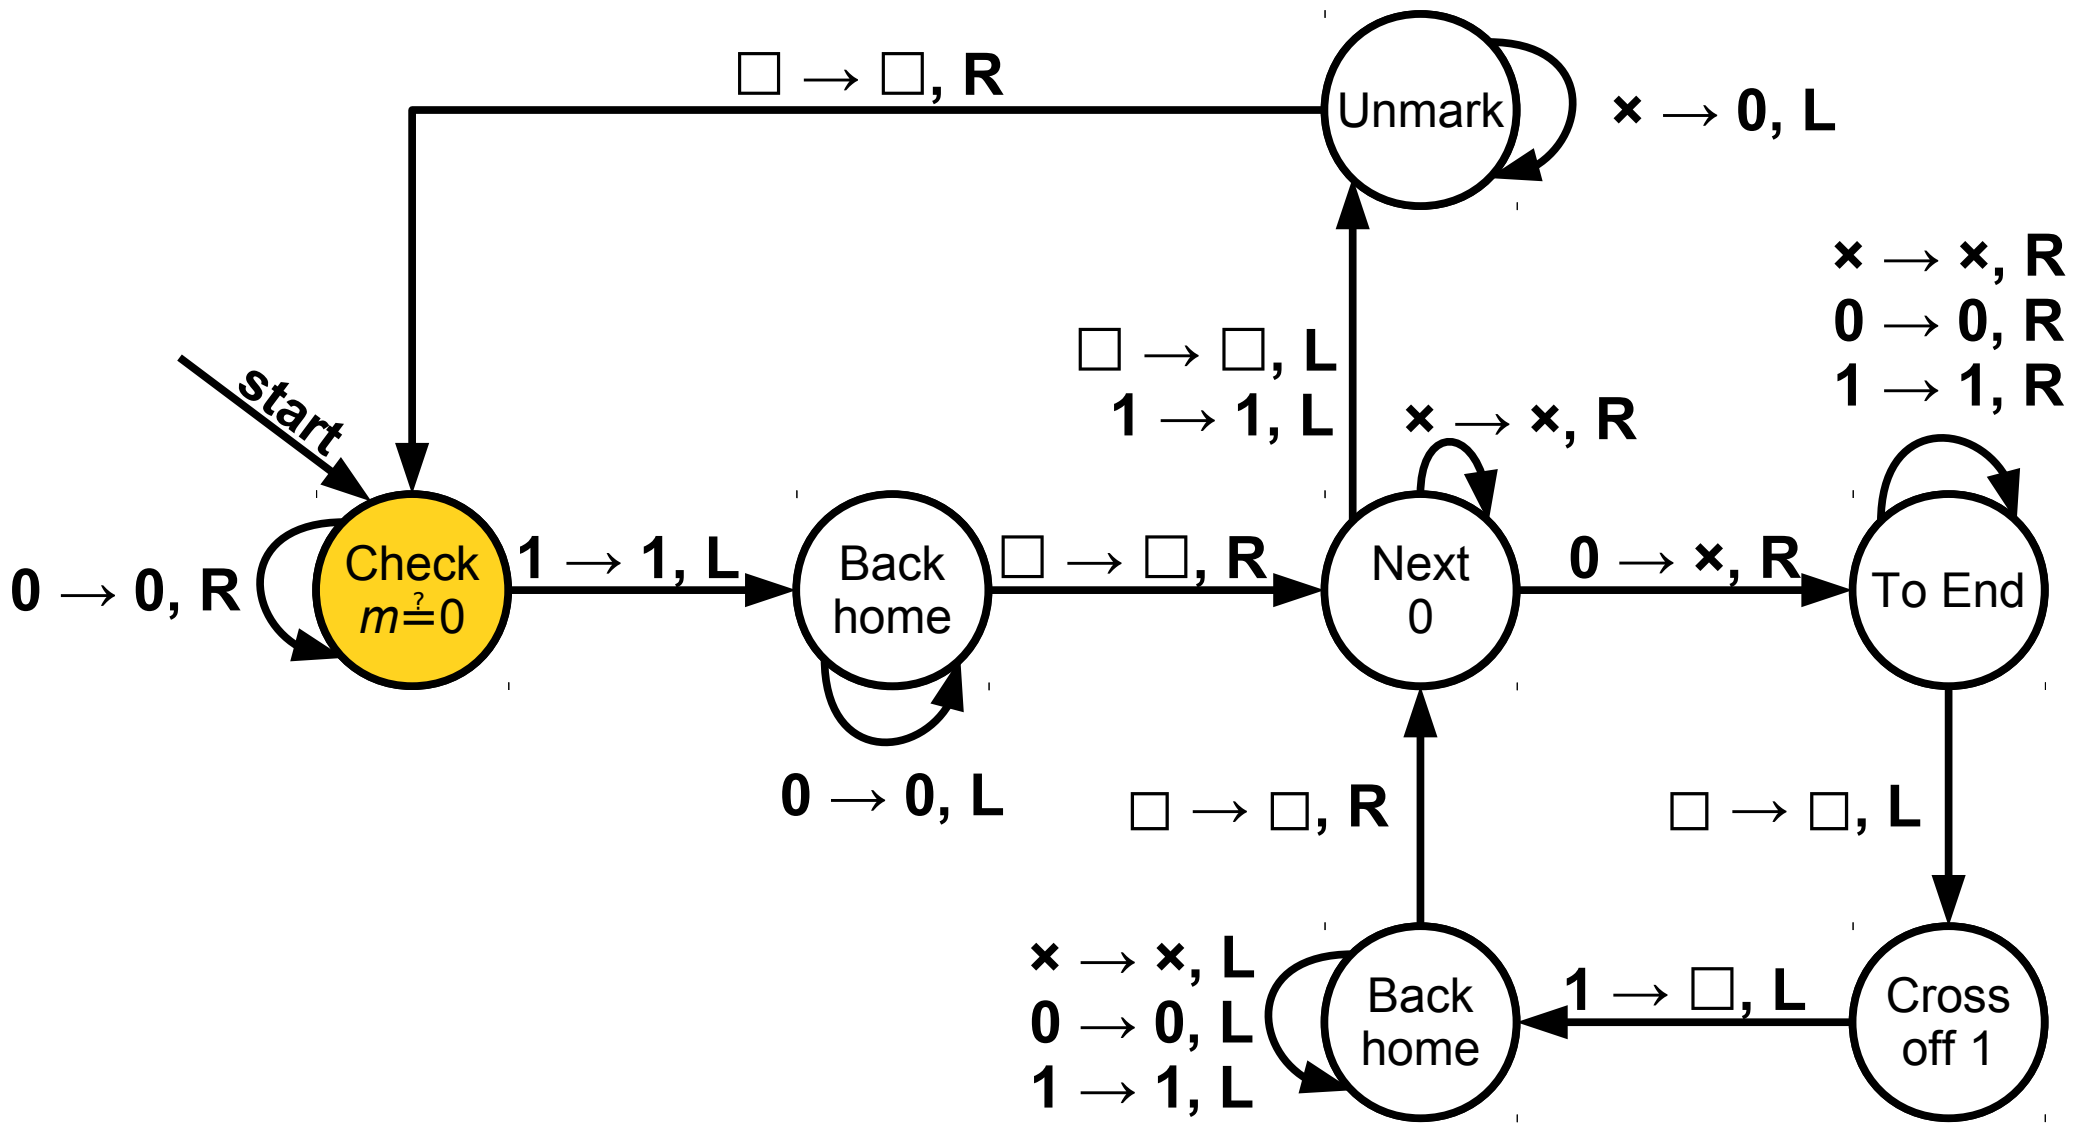 □ → □, R
Unmark
× → 0, L
× → ×, R
0 → 0, R
1 → 1, R
□ → □, L
1 → 1, L
× → ×, R
start
0 → 0, R
Check
m≟0
1 → 1, L
Back
home
□ → □, R
Next
0
0 → ×, R
To End
0 → 0, L
□ → □, R
□ → □, L
× → ×, L
0 → 0, L
1 → 1, L
Back
home
1 → □, L
Cross
off 1